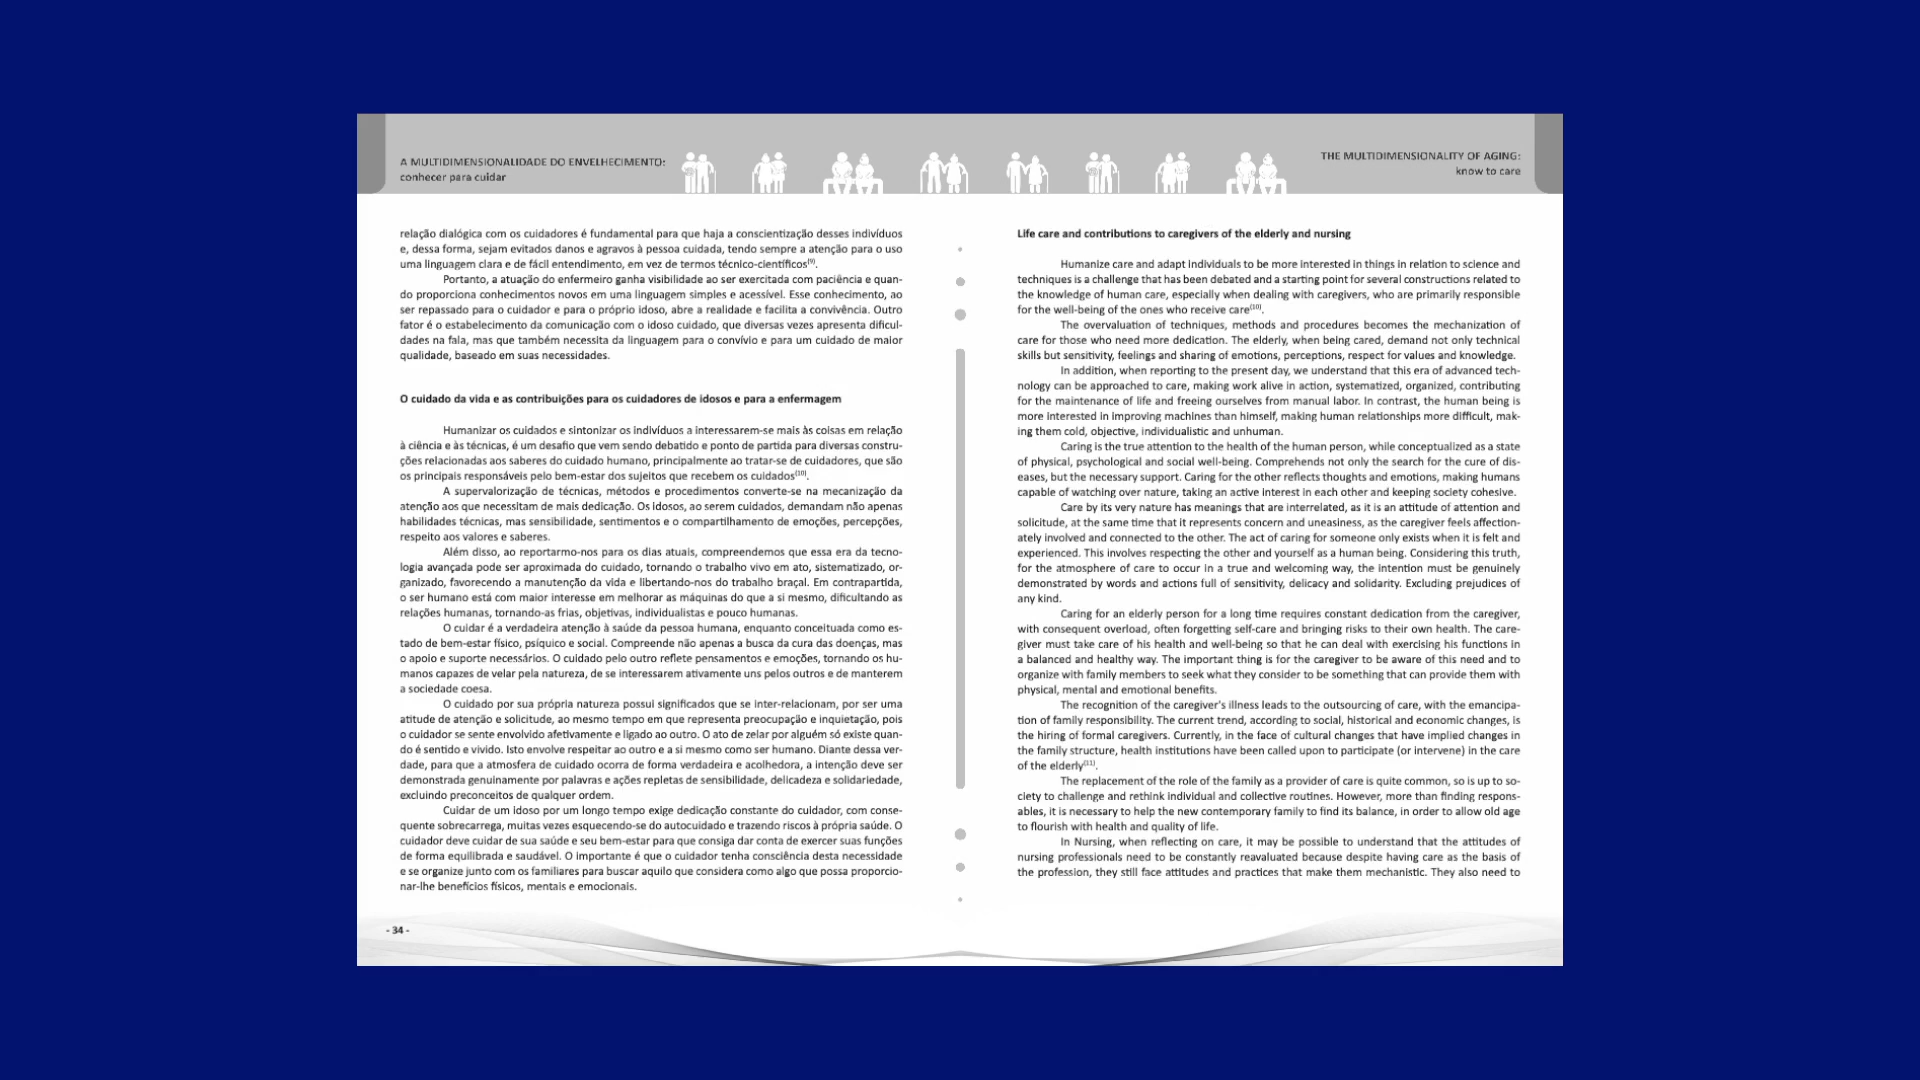 A MULTIDIMENSIONALIDADE DO ENVELHECIMENTO:
conhecer para cuidar
THE MULTIDIMENSIONALITY OF AGING:
know to care
relação dialógica com os cuidadores é fundamental para que haja a conscientização desses indivíduos
e, dessa forma, sejam evitados danos e agravos à pessoa cuidada, tendo sempre a atenção para o uso
uma linguagem clara e de fácil entendimento, em vez de termos técnico-científicos(9).
Portanto, a atuação do enfermeiro ganha visibilidade ao ser exercitada com paciência e quan-
do proporciona conhecimentos novos em uma linguagem simples e acessível. Esse conhecimento, ao
ser repassado para o cuidador e para o próprio idoso, abre a realidade e facilita a convivência. Outro
fator é o estabelecimento da comunicação com o idoso cuidado, que diversas vezes apresenta dificul-
dades na fala, mas que também necessita da linguagem para o convívio e para um cuidado de maior
qualidade, baseado em suas necessidades.
O cuidado da vida e as contribuições para os cuidadores de idosos e para a enfermagem
Humanizar os cuidados e sintonizar os indivíduos a interessarem-se mais às coisas em relação
à ciência e às técnicas, é um desafio que vem sendo debatido e ponto de partida para diversas constru-
ções relacionadas aos saberes do cuidado humano, principalmente ao tratar-se de cuidadores, que são
os principais responsáveis pelo bem-estar dos sujeitos que recebem os cuidados(10).
A supervalorização de técnicas, métodos e procedimentos converte-se na mecanização da
atenção aos que necessitam de mais dedicação. Os idosos, ao serem cuidados, demandam não apenas
habilidades técnicas, mas sensibilidade, sentimentos e o compartilhamento de emoções, percepções,
respeito aos valores e saberes.
Além disso, ao reportarmo-nos para os dias atuais, compreendemos que essa era da tecno-
logia avançada pode ser aproximada do cuidado, tornando o trabalho vivo em ato, sistematizado, or-
ganizado, favorecendo a manutenção da vida e libertando-nos do trabalho braçal. Em contrapartida,
o ser humano está com maior interesse em melhorar as máquinas do que a si mesmo, dificultando as
relações humanas, tornando-as frias, objetivas, individualistas e pouco humanas.
O cuidar é a verdadeira atenção à saúde da pessoa humana, enquanto conceituada como es-
tado de bem-estar físico, psíquico e social. Compreende não apenas a busca da cura das doenças, mas
o apoio e suporte necessários. O cuidado pelo outro reflete pensamentos e emoções, tornando os hu-
manos capazes de velar pela natureza, de se interessarem ativamente uns pelos outros e de manterem
a sociedade coesa.
O cuidado por sua própria natureza possui significados que se inter-relacionam, por ser uma
atitude de atenção e solicitude, ao mesmo tempo em que representa preocupação e inquietação, pois
o cuidador se sente envolvido afetivamente e ligado ao outro. O ato de zelar por alguém só existe quan-
do é sentido e vivido. Isto envolve respeitar ao outro e a si mesmo como ser humano. Diante dessa ver-
dade, para que a atmosfera de cuidado ocorra de forma verdadeira e acolhedora, a intenção deve ser
demonstrada genuinamente por palavras e ações repletas de sensibilidade, delicadeza e solidariedade,
excluindo preconceitos de qualquer ordem.
Cuidar de um idoso por um longo tempo exige dedicação constante do cuidador, com conse-
quente sobrecarrega, muitas vezes esquecendo-se do autocuidado e trazendo riscos à própria saúde. O
cuidador deve cuidar de sua saúde e seu bem-estar para que consiga dar conta de exercer suas funções
de forma equilibrada e saudável. O importante é que o cuidador tenha consciência desta necessidade
e se organize junto com os familiares para buscar aquilo que considera como algo que possa proporcio-
nar-lhe benefícios físicos, mentais e emocionais.
Life care and contributions to caregivers of the elderly and nursing
Humanize care and adapt individuals to be more interested in things in relation to science and
techniques is a challenge that has been debated and a starting point for several constructions related to
the knowledge of human care, especially when dealing with caregivers, who are primarily responsible
for the well-being of the ones who receive care(10).
The overvaluation of techniques, methods and procedures becomes the mechanization of
care for those who need more dedication. The elderly, when being cared, demand not only technical
skills but sensitivity, feelings and sharing of emotions, perceptions, respect for values and knowledge.
In addition, when reporting to the present day, we understand that this era of advanced tech-
nology can be approached to care, making work alive in action, systematized, organized, contributing
for the maintenance of life and freeing ourselves from manual labor. In contrast, the human being is
more interested in improving machines than himself, making human relationships more difficult, mak-
ing them cold, objective, individualistic and unhuman.
Caring is the true attention to the health of the human person, while conceptualized as a state
of physical, psychological and social well-being. Comprehends not only the search for the cure of dis-
eases, but the necessary support. Caring for the other reflects thoughts and emotions, making humans
capable of watching over nature, taking an active interest in each other and keeping society cohesive.
Care by its very nature has meanings that are interrelated, as it is an attitude of attention and
solicitude, at the same time that it represents concern and uneasiness, as the caregiver feels affection-
ately involved and connected to the other. The act of caring for someone only exists when it is felt and
experienced. This involves respecting the other and yourself as a human being. Considering this truth,
for the atmosphere of care to occur in a true and welcoming way, the intention must be genuinely
demonstrated by words and actions full of sensitivity, delicacy and solidarity. Excluding prejudices of
any kind.
Caring for an elderly person for a long time requires constant dedication from the caregiver,
with consequent overload, often forgetting self-care and bringing risks to their own health. The care-
giver must take care of his health and well-being so that he can deal with exercising his functions in
a balanced and healthy way. The important thing is for the caregiver to be aware of this need and to
organize with family members to seek what they consider to be something that can provide them with
physical, mental and emotional benefits.
The recognition of the caregiver's illness leads to the outsourcing of care, with the emancipa-
tion of family responsibility. The current trend, according to social, historical and economic changes, is
the hiring of formal caregivers. Currently, in the face of cultural changes that have implied changes in
the family structure, health institutions have been called upon to participate (or intervene) in the care
of the elderly(11).
The replacement of the role of the family as a provider of care is quite common, so is up to so-
ciety to challenge and rethink individual and collective routines. However, more than finding respons-
ables, it is necessary to help the new contemporary family to find its balance, in order to allow old age
to flourish with health and quality of life.
In Nursing, when reflecting on care, it may be possible to understand that the attitudes of
nursing professionals need to be constantly reavaluated because despite having care as the basis of
the profession, they still face attitudes and practices that make them mechanistic. They also need to
- 34 -